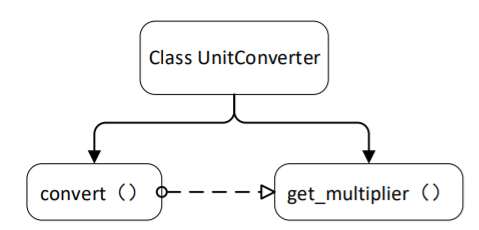 Class UnitConverter
convert（）
get_multiplier（）